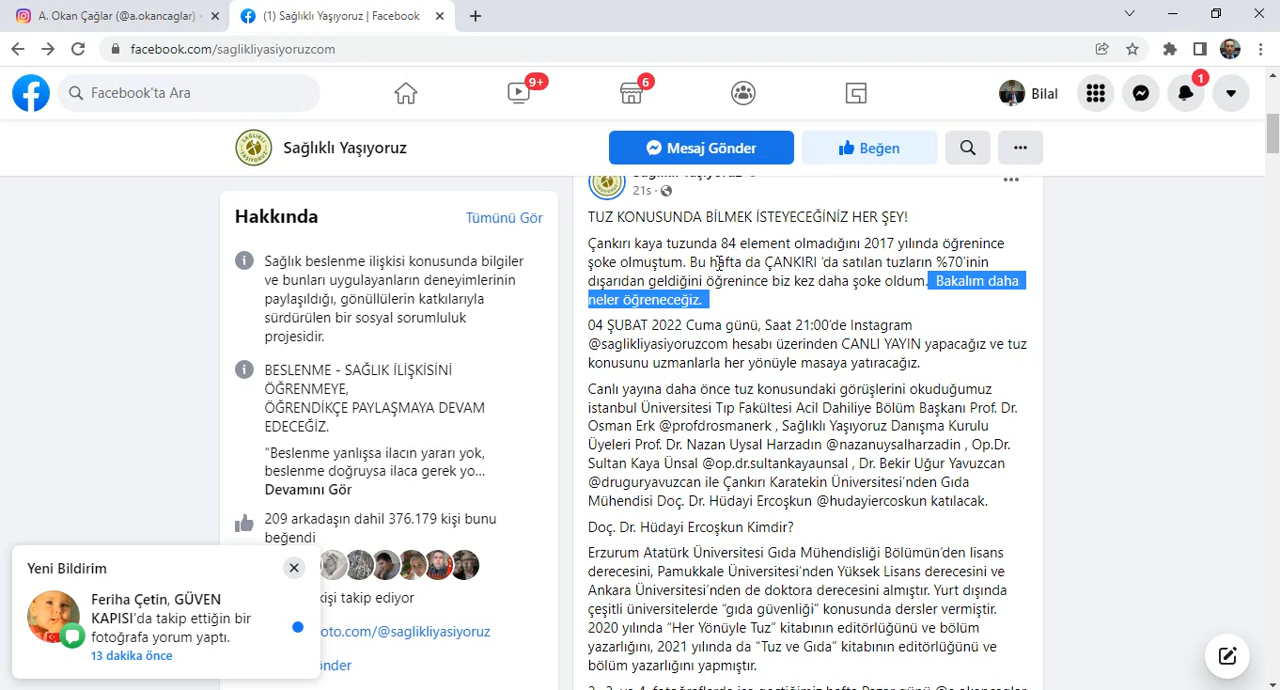 A. Okan Çağlar (@a.okancaglar)
(1) Sağlıklı Yaşıyoruz | Facebook
facebook.com/saglikliyasiyoruzcom
Facebook'ta Ara
9+
6
Bilal
1
Sağlıklı Yaşıyoruz
Mesaj Gönder
Beğen
Hakkında
Tümünü Gör
Sağlık beslenme ilişkisi konusunda bilgiler
ve bunları uygulayanların deneyimlerinin
paylaşıldığı, gönüllülerin katkılarıyla
sürdürülen bir sosyal sorumluluk
projesidir.
BESLENME - SAĞLIK İLİŞKİSİNİ
ÖĞRENMEYE,
ÖĞRENDİKÇE PAYLAŞMAYA DEVAM
EDECEĞİZ.
“Beslenme yanlışsa ilacın yararı yok,
beslenme doğruysa ilaca gerek yo...
Devamını Gör
209 arkadaşın dahil 376.179 kişi bunu
beğendi
kişi takip ediyor
oto.com/@saglikliyasiyoruz
önder
Yeni Bildirim
Feriha Çetin, GÜVEN
KAPISI'da takip ettiğin bir
fotoğrafa yorum yaptı.
13 dakika önce
Sağlıklı Yaşıyoruz
21s ·
TUZ KONUSUNDA BİLMEK İSTEYECEĞİNİZ HER ŞEY!
Çankırı kaya tuzunda 84 element olmadığını 2017 yılında öğrenince
şoke olmuştum. Bu hafta da ÇANKIRI ‘da satılan tuzların %70’inin
dışarıdan geldiğini öğrenince biz kez daha şoke oldum. Bakalım daha
neler öğreneceğiz.
04 ŞUBAT 2022 Cuma günü, Saat 21:00’de Instagram
@saglikliyasiyoruzcom hesabı üzerinden CANLI YAYIN yapacağız ve tuz
konusunu uzmanlarla her yönüyle masaya yatıracağız.
Canlı yayına daha önce tuz konusundaki görüşlerini okuduğumuz
istanbul Üniversitesi Tıp Fakültesi Acil Dahiliye Bölüm Başkanı Prof. Dr.
Osman Erk @profdrosmanerk , Sağlıklı Yaşıyoruz Danışma Kurulu
Üyeleri Prof. Dr. Nazan Uysal Harzadın @nazanuysalharzadin , Op.Dr.
Sultan Kaya Ünsal @op.dr.sultankayaunsal , Dr. Bekir Uğur Yavuzcan
@druguryavuzcan ile Çankırı Karatekin Üniversitesi’nden Gıda
Mühendisi Doç. Dr. Hüdayi Ercoşkun @hudayiercoskun katılacak.
Doç. Dr. Hüdayi Ercoşkun Kimdir?
Erzurum Atatürk Üniversitesi Gıda Mühendisliği Bölümün’den lisans
derecesini, Pamukkale Üniversitesi’nden Yüksek Lisans derecesini ve
Ankara Üniversitesi’nden de doktora derecesini almıştır. Yurt dışında
çeşitli üniversitelerde “gıda güvenliği” konusunda dersler vermiştir.
2020 yılında “Her Yönüyle Tuz” kitabının editörlüğünü ve bölüm
yazarlığını, 2021 yılında da “Tuz ve Gıda” kitabının editörlüğünü ve
bölüm yazarlığını yapmıştır.